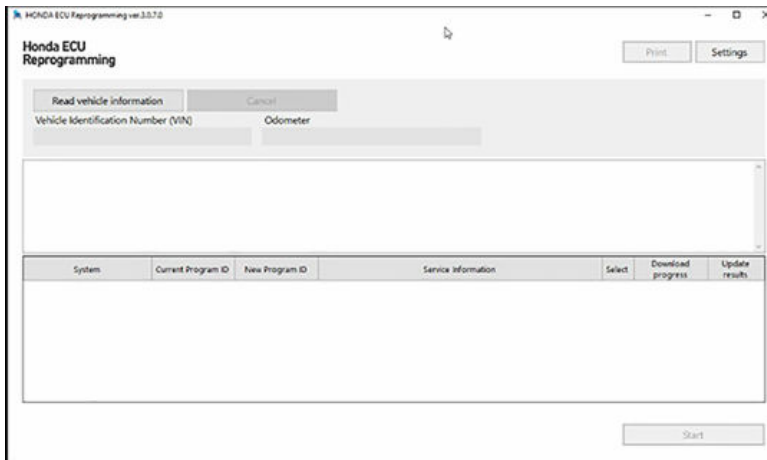 HONDA ECU Reprogramming ver.3.0.7.0
Honda ECU
Reprogramming
Print
Settings
Read vehicle information
Cancel
Vehicle Identification Number (VIN)
Odometer
System
Current Program ID
New Program ID
Service Information
Select
Download
progress
Update
results
Start